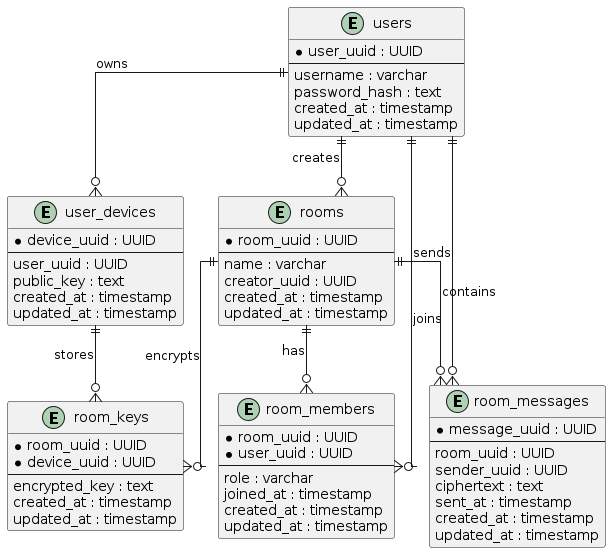 E users
* user_uuid : UUID
username : varchar
password_hash : text
created_at : timestamp
updated_at : timestamp
owns
creates
E user_devices
* device_uuid : UUID
user_uuid : UUID
public_key : text
created_at : timestamp
updated_at : timestamp
E rooms
* room_uuid : UUID
name : varchar
creator_uuid : UUID
created_at : timestamp
updated_at : timestamp
sends
contains
joins
stores
encrypts
has
E room_keys
* room_uuid : UUID
* device_uuid : UUID
encrypted_key : text
created_at : timestamp
updated_at : timestamp
E room_members
* room_uuid : UUID
* user_uuid : UUID
role : varchar
joined_at : timestamp
created_at : timestamp
updated_at : timestamp
E room_messages
* message_uuid : UUID
room_uuid : UUID
sender_uuid : UUID
ciphertext : text
sent_at : timestamp
created_at : timestamp
updated_at : timestamp